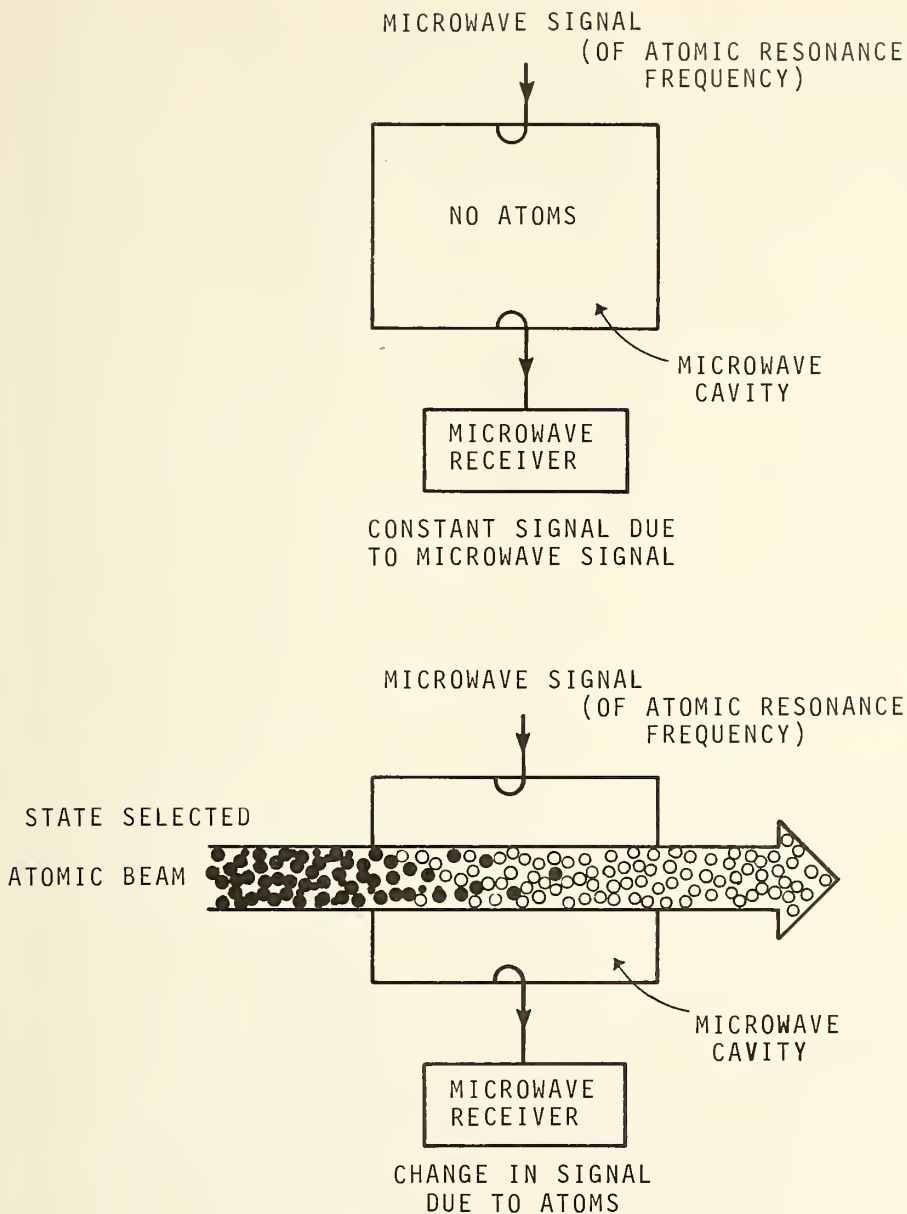 MICROWAVE SIGNAL
(OF ATOMIC RESONANCE
FREQUENCY)
NO ATOMS
MICROWAVE
CAVITY
MICROWAVE
RECEIVER
CONSTANT SIGNAL DUE
TO MICROWAVE SIGNAL
MICROWAVE SIGNAL
(OF ATOMIC RESONANCE
FREQUENCY)
STATE SELECTED
ATOMIC BEAM
MICROWAVE
CAVITY
MICROWAVE
RECEIVER
CHANGE IN SIGNAL
DUE TO ATOMS